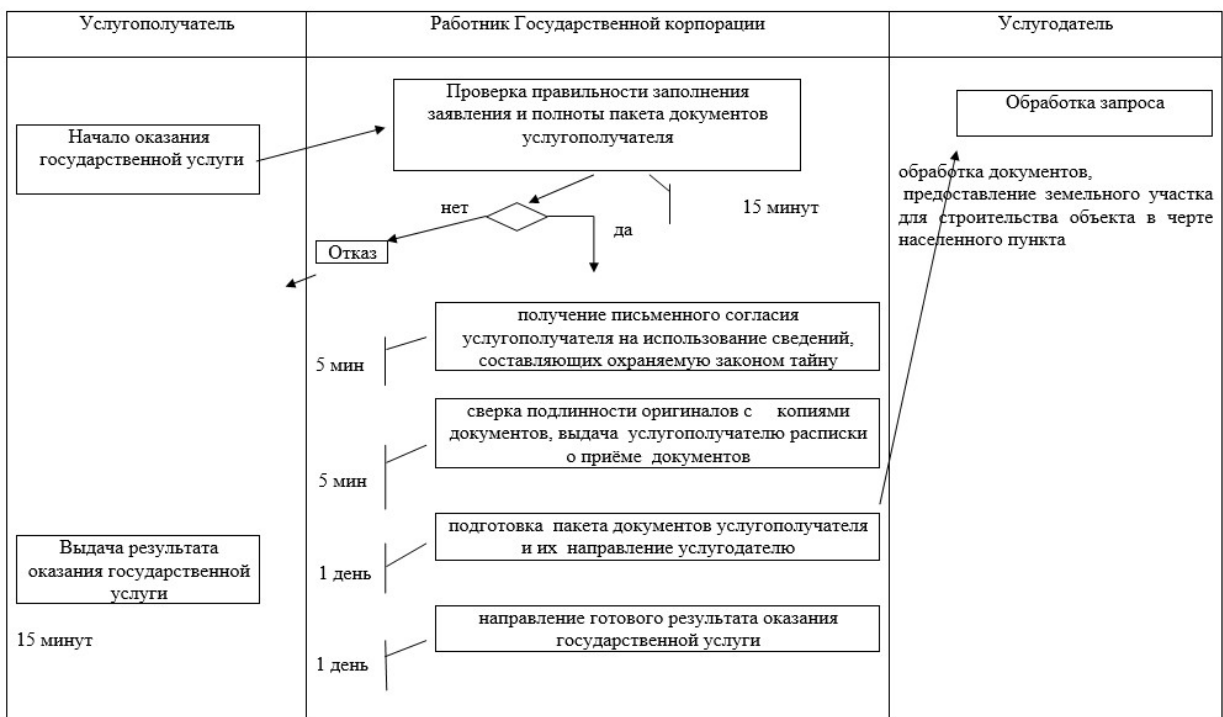 Услугополучатель
Работник Государственной корпорации
Услугодатель
Начало оказания
государственной услуги
Проверка правильности заполнения
заявления и полноты пакета документов
услугополучателя
Обработка запроса
обработка документов,
предоставление земельного участка
для строительства объекта в черте
населенного пункта
нет
15 минут
да
Отказ
получение письменного согласия
услугополучателя на использование сведений,
составляющих охраняемую законом тайну
5 мин
сверка подлинности оригиналов с копиями
документов, выдача услугополучателю расписки
о приёме документов
5 мин
подготовка пакета документов услугополучателя
и их направление услугодателю
1 день
Выдача результата
оказания государственной
услуги
15 минут
направление готового результата оказания
государственной услуги
1 день